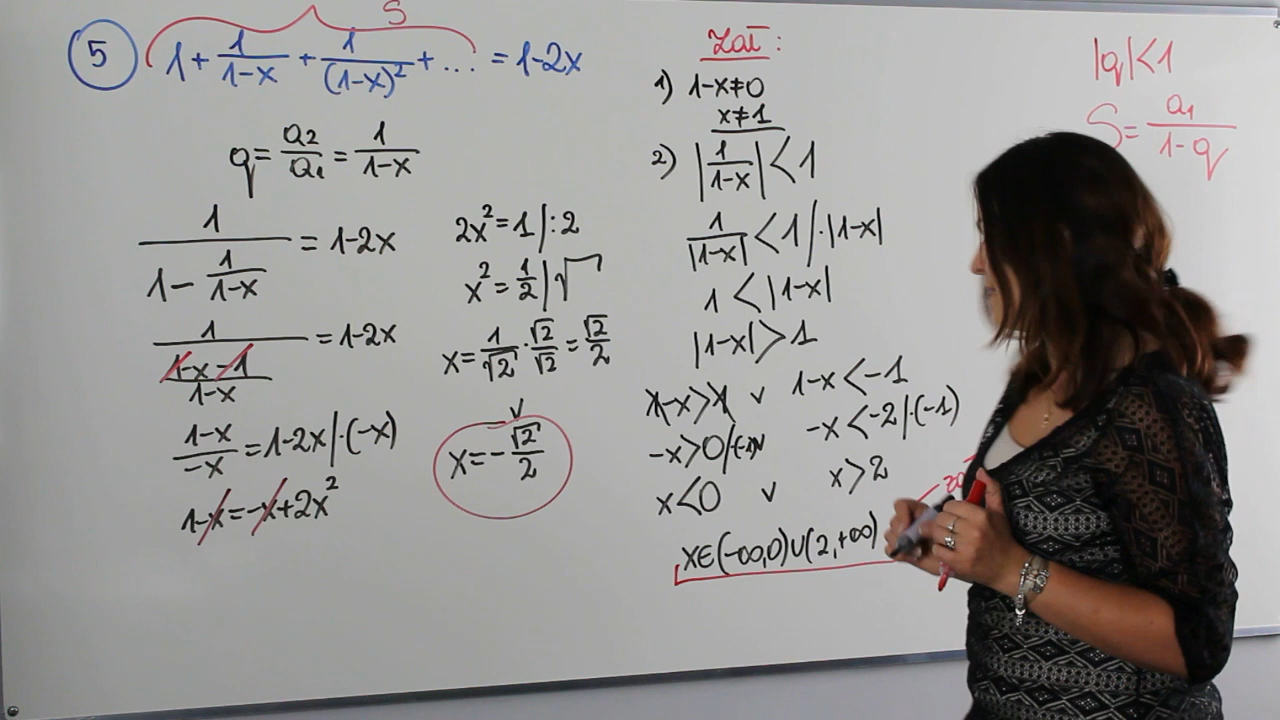 5 1+1/(1-x)+1/(1-x)²+... = 1-2x
S
q=a₂/a₁=1/(1-x)
1/(1-1/(1-x))=1-2x
1/((1-x-1)/(1-x))=1-2x
(1-x)/(-x)=1-2x|·(-x)
1-x=-x+2x²
2x²=1|:2
x²=1/2|√
x=1/√2·√2/√2=√2/2
v
x=-√2/2
Zał:
1) 1-x≠0
x≠1
2) |1/(1-x)|<1
1/|1-x|<1/·|1-x|
1<|1-x|
|1-x|>1
1-x>1 v 1-x<-1
-x>0/·(-1) -x<-2/·(-1)
x<0 v x>2
x∈(-∞,0)∪(2,+∞)
|q|<1
S=a₁/(1-q)